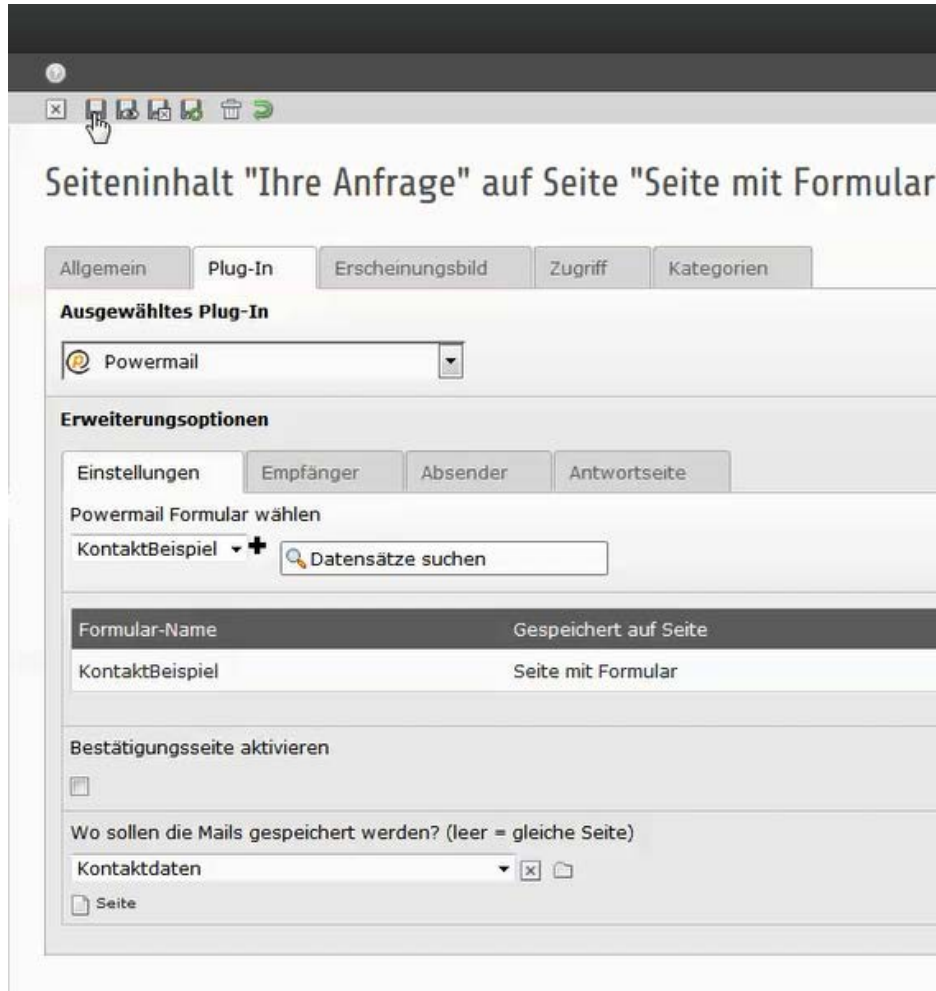 Seiteninhalt "Ihre Anfrage" auf Seite "Seite mit Formular
Allgemein Plug-In Erscheinungsbild Zugriff Kategorien
Ausgewähltes Plug-In
Powermail
Erweiterungsoptionen
Einstellungen Empfänger Absender Antwortseite
Powermail Formular wählen
KontaktBeispiel Datensätze suchen
Formular-Name Gespeichert auf Seite
KontaktBeispiel Seite mit Formular
Bestätigungsseite aktivieren
Wo sollen die Mails gespeichert werden? (leer = gleiche Seite)
Kontaktdaten
Seite